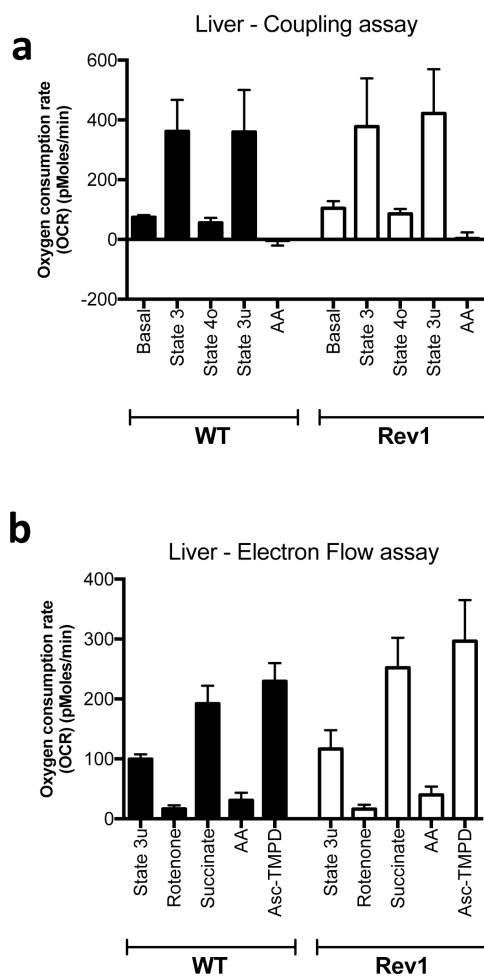 a
Liver - Coupling assay
Oxygen consumption rate
(OCR) (pMoles/min)
600
400
200
0
-200
Basal
State 3
State 4o
State 3u
AA
Basal
State 3
State 4o
State 3u
AA
WT
Rev1
b
Liver - Electron Flow assay
Oxygen consumption rate
(OCR) (pMoles/min)
400
300
200
100
0
State 3u
Rotenone
Succinate
AA
Asc-TMPD
State 3u
Rotenone
Succinate
AA
Asc-TMPD
WT
Rev1